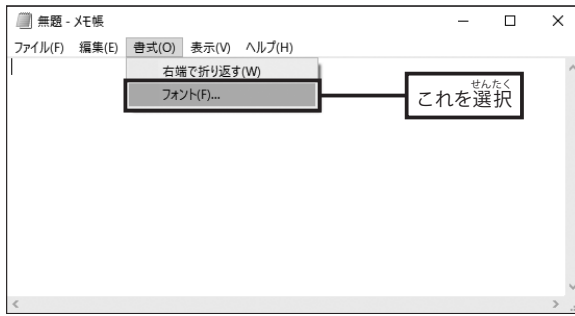 無題 - メモ帳
ファイル(F) 編集(E) 書式(O) 表示(V) ヘルプ(H)
右端で折り返す(W)
フォント(F)...
せんたく
これを選択